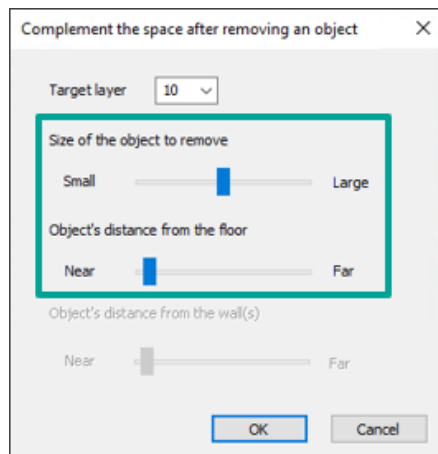 Complement the space after removing an object
Target layer 10
Size of the object to remove
Small Large
Object's distance from the floor
Near Far
Object's distance from the wall(s)
Near Far
OK Cancel